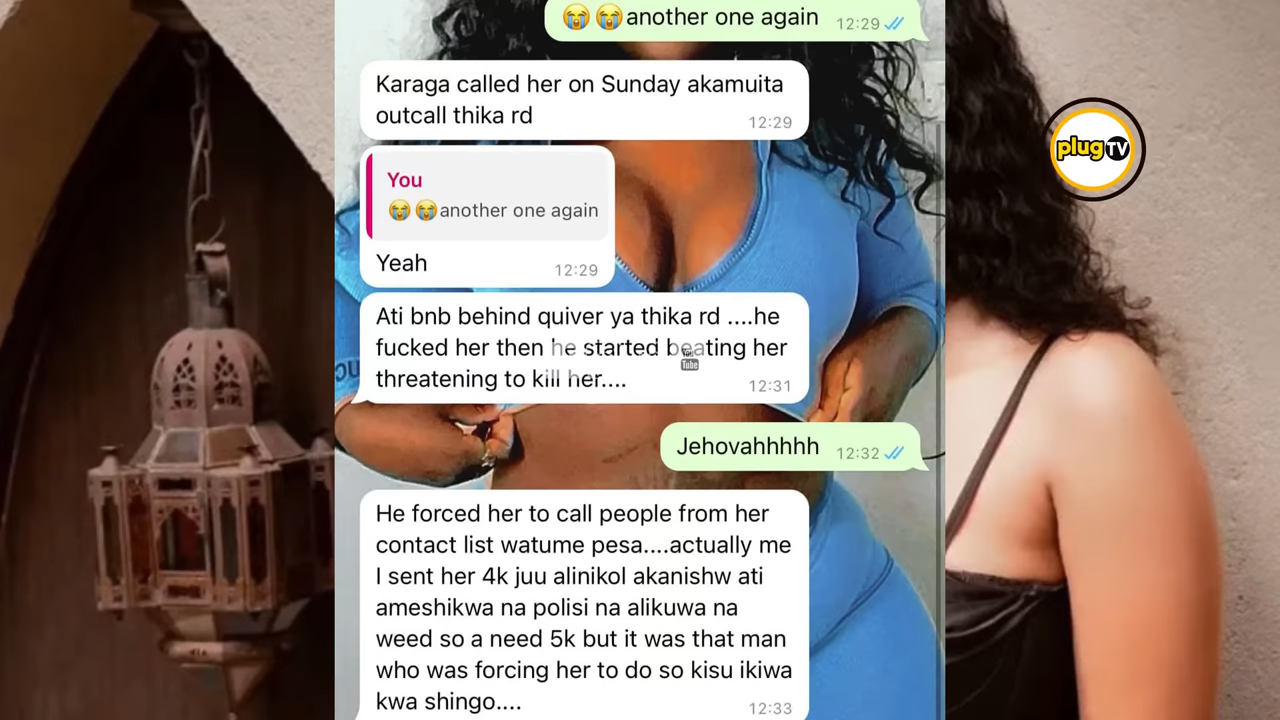 😭😭another one again
12:29
plugTV
Karaga called her on Sunday akamuita
outcall thika rd
12:29
You
😭😭another one again
Yeah
12:29
Ati bnb behind quiver ya thika rd ....he
fucked her then he started beating her
threatening to kill her....
12:31
You
Tube
OU
Jehovahhhhh
12:32
He forced her to call people from her
contact list watume pesa....actually me
I sent her 4k juu alinikol akanishw ati
ameshikwa na polisi na alikuwa na
weed so a need 5k but it was that man
who was forcing her to do so kisu ikiwa
kwa shingo....
12:33